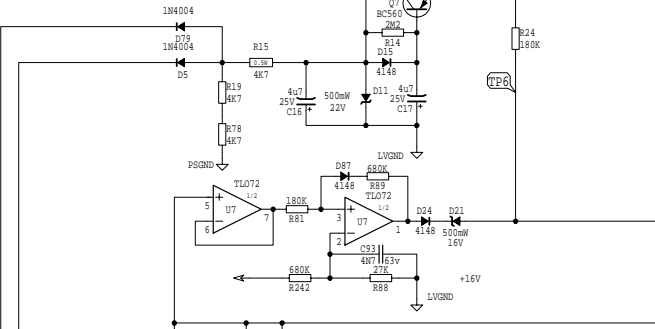 Q7
BC560
1N4004
D79
1N4004
D5
2M2
R14
R24
180K
R15
0.5W
4K7
D15
4148
TP6
R19
4K7
4u7
25V
C16
500mW
22V
D11
4u7
25V
C17
R78
4K7
PSGND
LVGND
TLO72
1/2
5
U7
6
7
180K
R81
D87
4148
680K
R89
TLO72
1/2
3
U7
2
1
D24
4148
D21
500mW
16V
C93
4N7
63v
680K
R242
27K
R88
+16V
LVGND